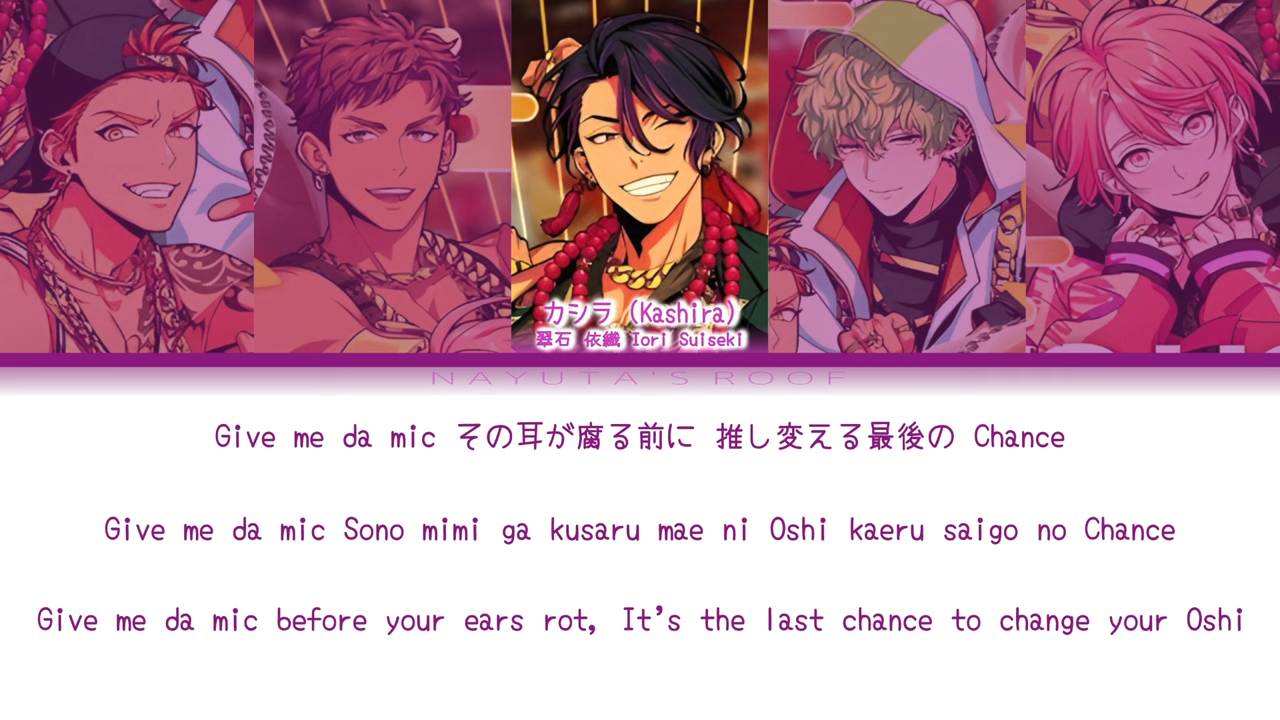 カシラ (Kashira)
翠石 依織 Iori Suiseki
NAYUTA'S ROOF
Give me da mic その耳が腐る前に 推し変える最後の Chance
Give me da mic Sono mimi ga kusaru mae ni Oshi kaeru saigo no Chance
Give me da mic before your ears rot, It’s the last chance to change your Oshi